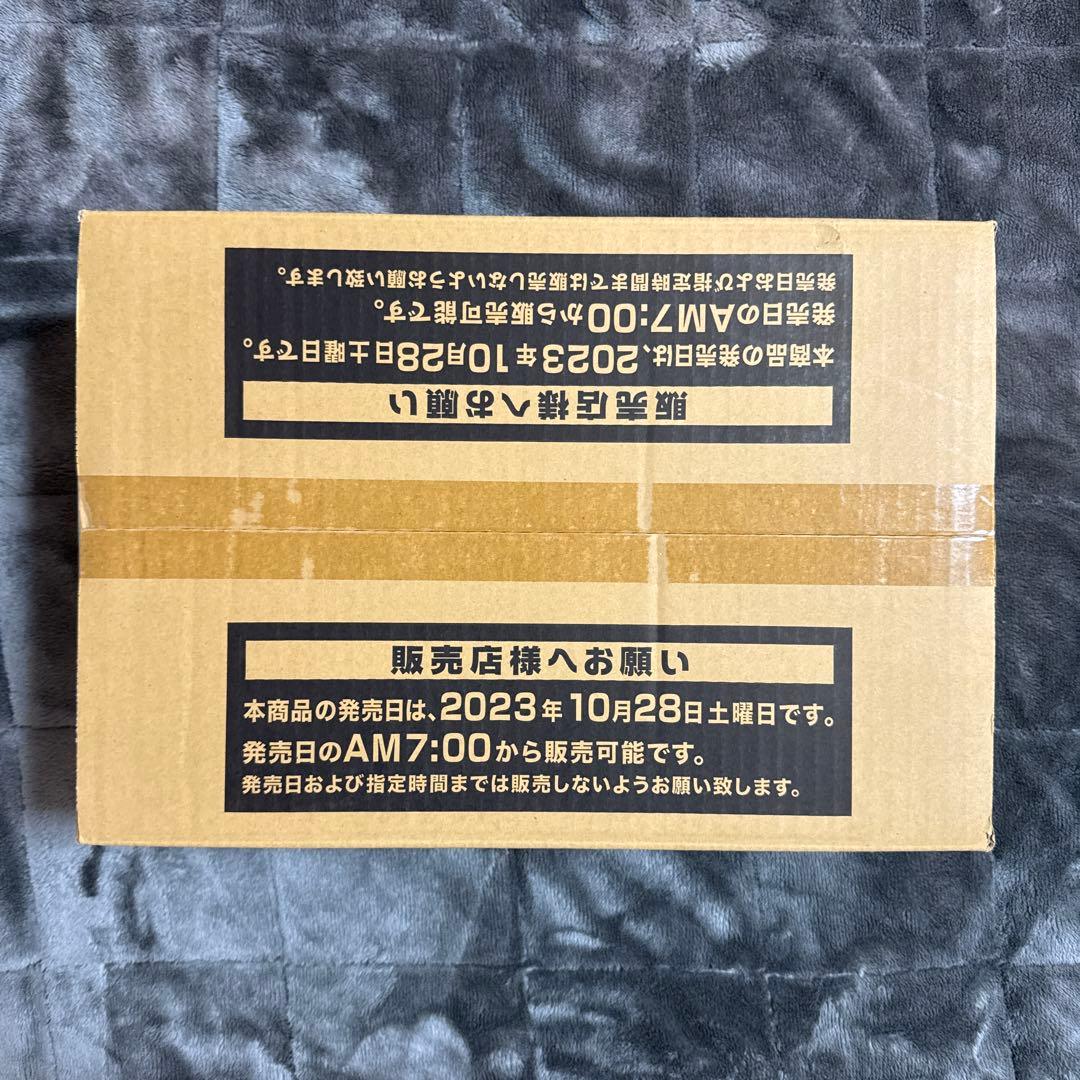 発売日および指定時間までは販売しないようお願い致します。
発売日のAM7:00から販売可能です。
本商品の発売日は、2023年10月28日土曜日です。
販売店様へお願い
販売店様へお願い
本商品の発売日は、2023年10月28日土曜日です。
発売日のAM7:00から販売可能です。
発売日および指定時間までは販売しないようお願い致します。